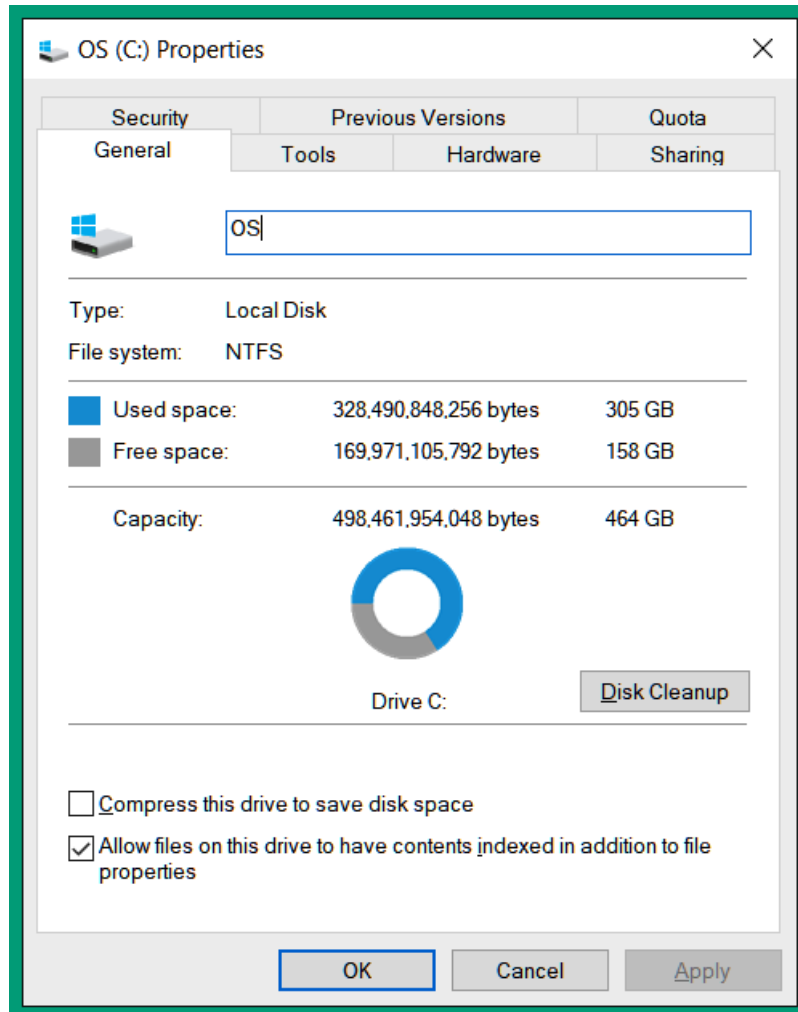 OS (C:) Properties
Security Previous Versions Quota
General Tools Hardware Sharing
OS
Type: Local Disk
File system: NTFS
Used space: 328,490,848,256 bytes 305 GB
Free space: 169,971,105,792 bytes 158 GB
Capacity: 498,461,954,048 bytes 464 GB
Drive C: Disk Cleanup
Compress this drive to save disk space
Allow files on this drive to have contents indexed in addition to file
properties
OK Cancel Apply